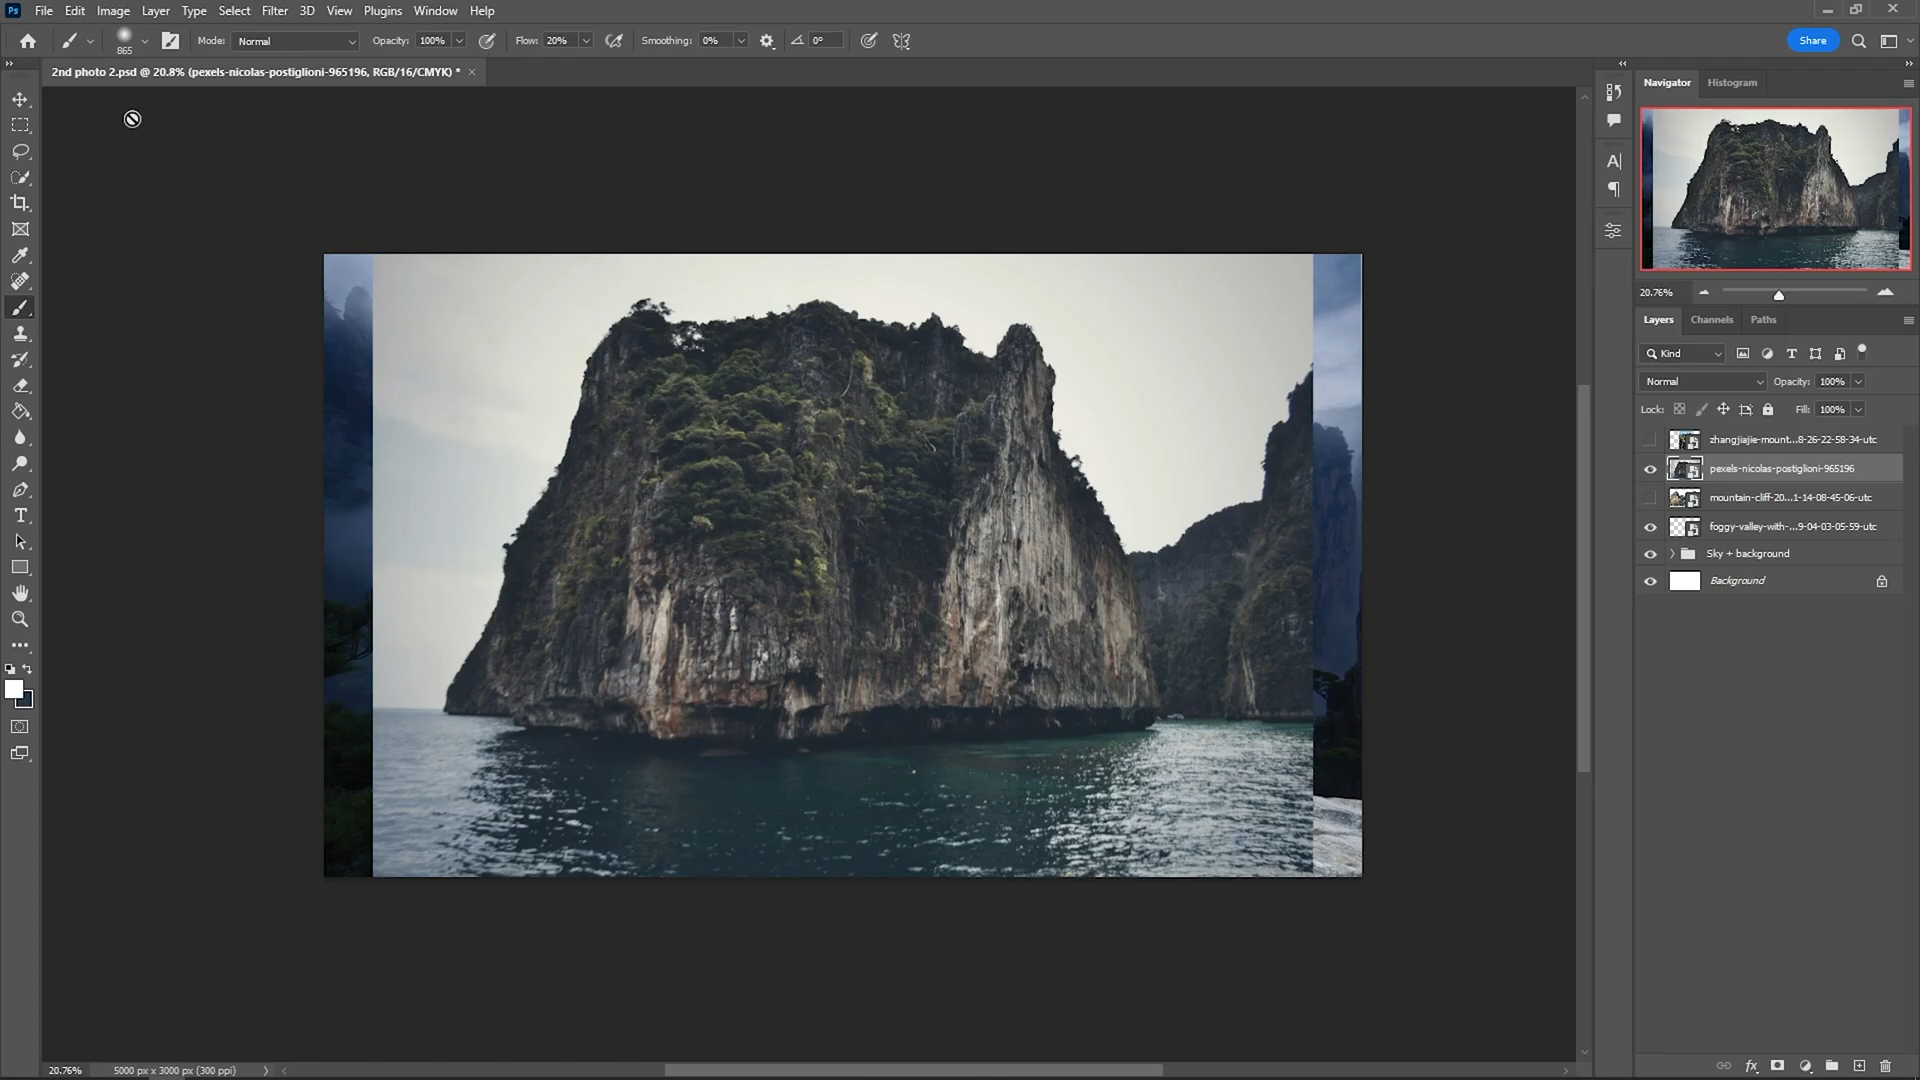 Ps File Edit Image Layer Type Select Filter 3D View Plugins Window Help
865 Mode: Normal Opacity: 100% Flow: 20% Smoothing: 0% 0° Share
2nd photo 2.psd @ 20.8% (pexels-nicolas-postiglioni-965196, RGB/16/CMYK) * ×
Navigator Histogram
20.76%
Layers Channels Paths
Kind
Normal Opacity: 100%
Lock: Fill: 100%
zhangjiajie-mount...8-26-22-58-34-utc
pexels-nicolas-postiglioni-965196
mountain-cliff-20...1-14-08-45-06-utc
foggy-valley-with-...9-04-03-05-59-utc
Sky + background
Background
20.76% 5000 px x 3000 px (300 ppi)